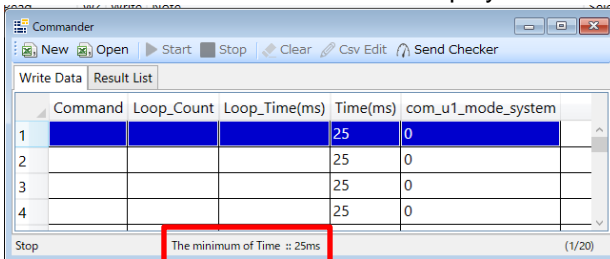 Commander
New Open Start Stop Clear Csv Edit Send Checker
Write Data Result List
Command Loop_Count Loop_Time(ms) Time(ms) com_u1_mode_system
1 25 0
2 25 0
3 25 0
4 25 0
Stop The minimum of Time :: 25ms (1/20)